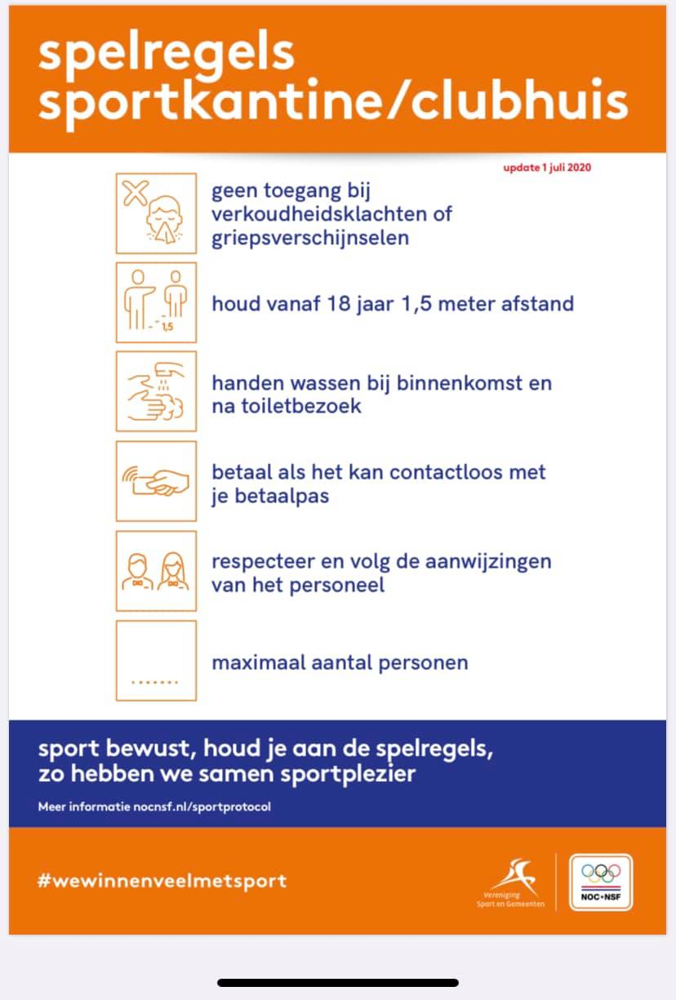 spelregels
sportkantine/clubhuis
update 1 juli 2020
geen toegang bij
verkoudheidsklachten of
griepsverschijnselen
1,5
houd vanaf 18 jaar 1,5 meter afstand
handen wassen bij binnenkomst en
na toiletbezoek
betaal als het kan contactloos met
je betaalpas
respecteer en volg de aanwijzingen
van het personeel
.......
maximaal aantal personen
sport bewust, houd je aan de spelregels,
zo hebben we samen sportplezier
Meer informatie nocnsf.nl/sportprotocol
#wewinnenveelmetsport
Vereniging
Sport en Gemeenten
NOC*NSF